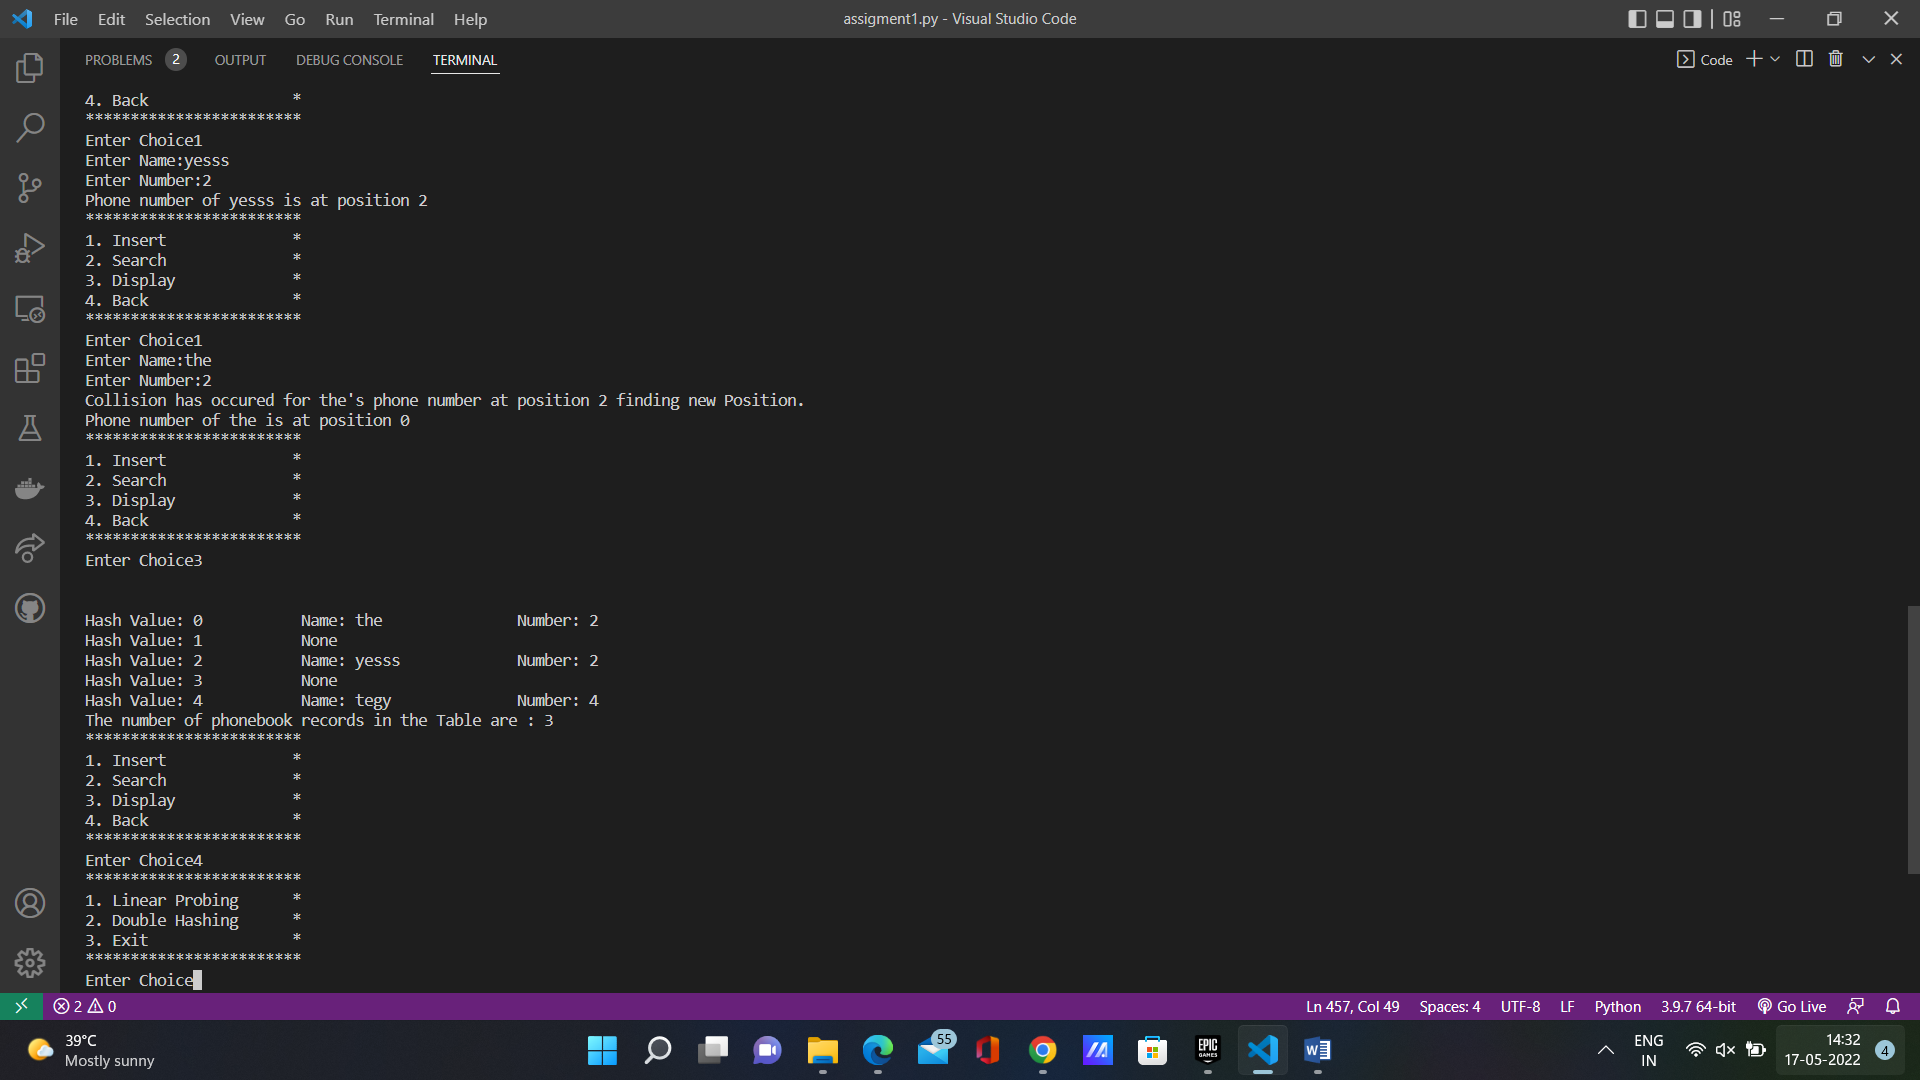 File Edit Selection View Go Run Terminal Help assigment1.py - Visual Studio Code
PROBLEMS 2 OUTPUT DEBUG CONSOLE TERMINAL Code
4. Back *
************************
Enter Choice1
Enter Name:yesss
Enter Number:2
Phone number of yesss is at position 2
************************
1. Insert *
2. Search *
3. Display *
4. Back *
************************
Enter Choice1
Enter Name:the
Enter Number:2
Collision has occured for the's phone number at position 2 finding new Position.
Phone number of the is at position 0
************************
1. Insert *
2. Search *
3. Display *
4. Back *
************************
Enter Choice3
Hash Value: 0 Name: the Number: 2
Hash Value: 1 None
Hash Value: 2 Name: yesss Number: 2
Hash Value: 3 None
Hash Value: 4 Name: tegy Number: 4
The number of phonebook records in the Table are : 3
************************
1. Insert *
2. Search *
3. Display *
4. Back *
************************
Enter Choice4
************************
1. Linear Probing *
2. Double Hashing *
3. Exit *
************************
Enter Choice
2 0 Ln 457, Col 49 Spaces: 4 UTF-8 LF Python 3.9.7 64-bit Go Live
39°C
Mostly sunny
55
EPIC GAMES
ENG
IN
14:32
17-05-2022
4